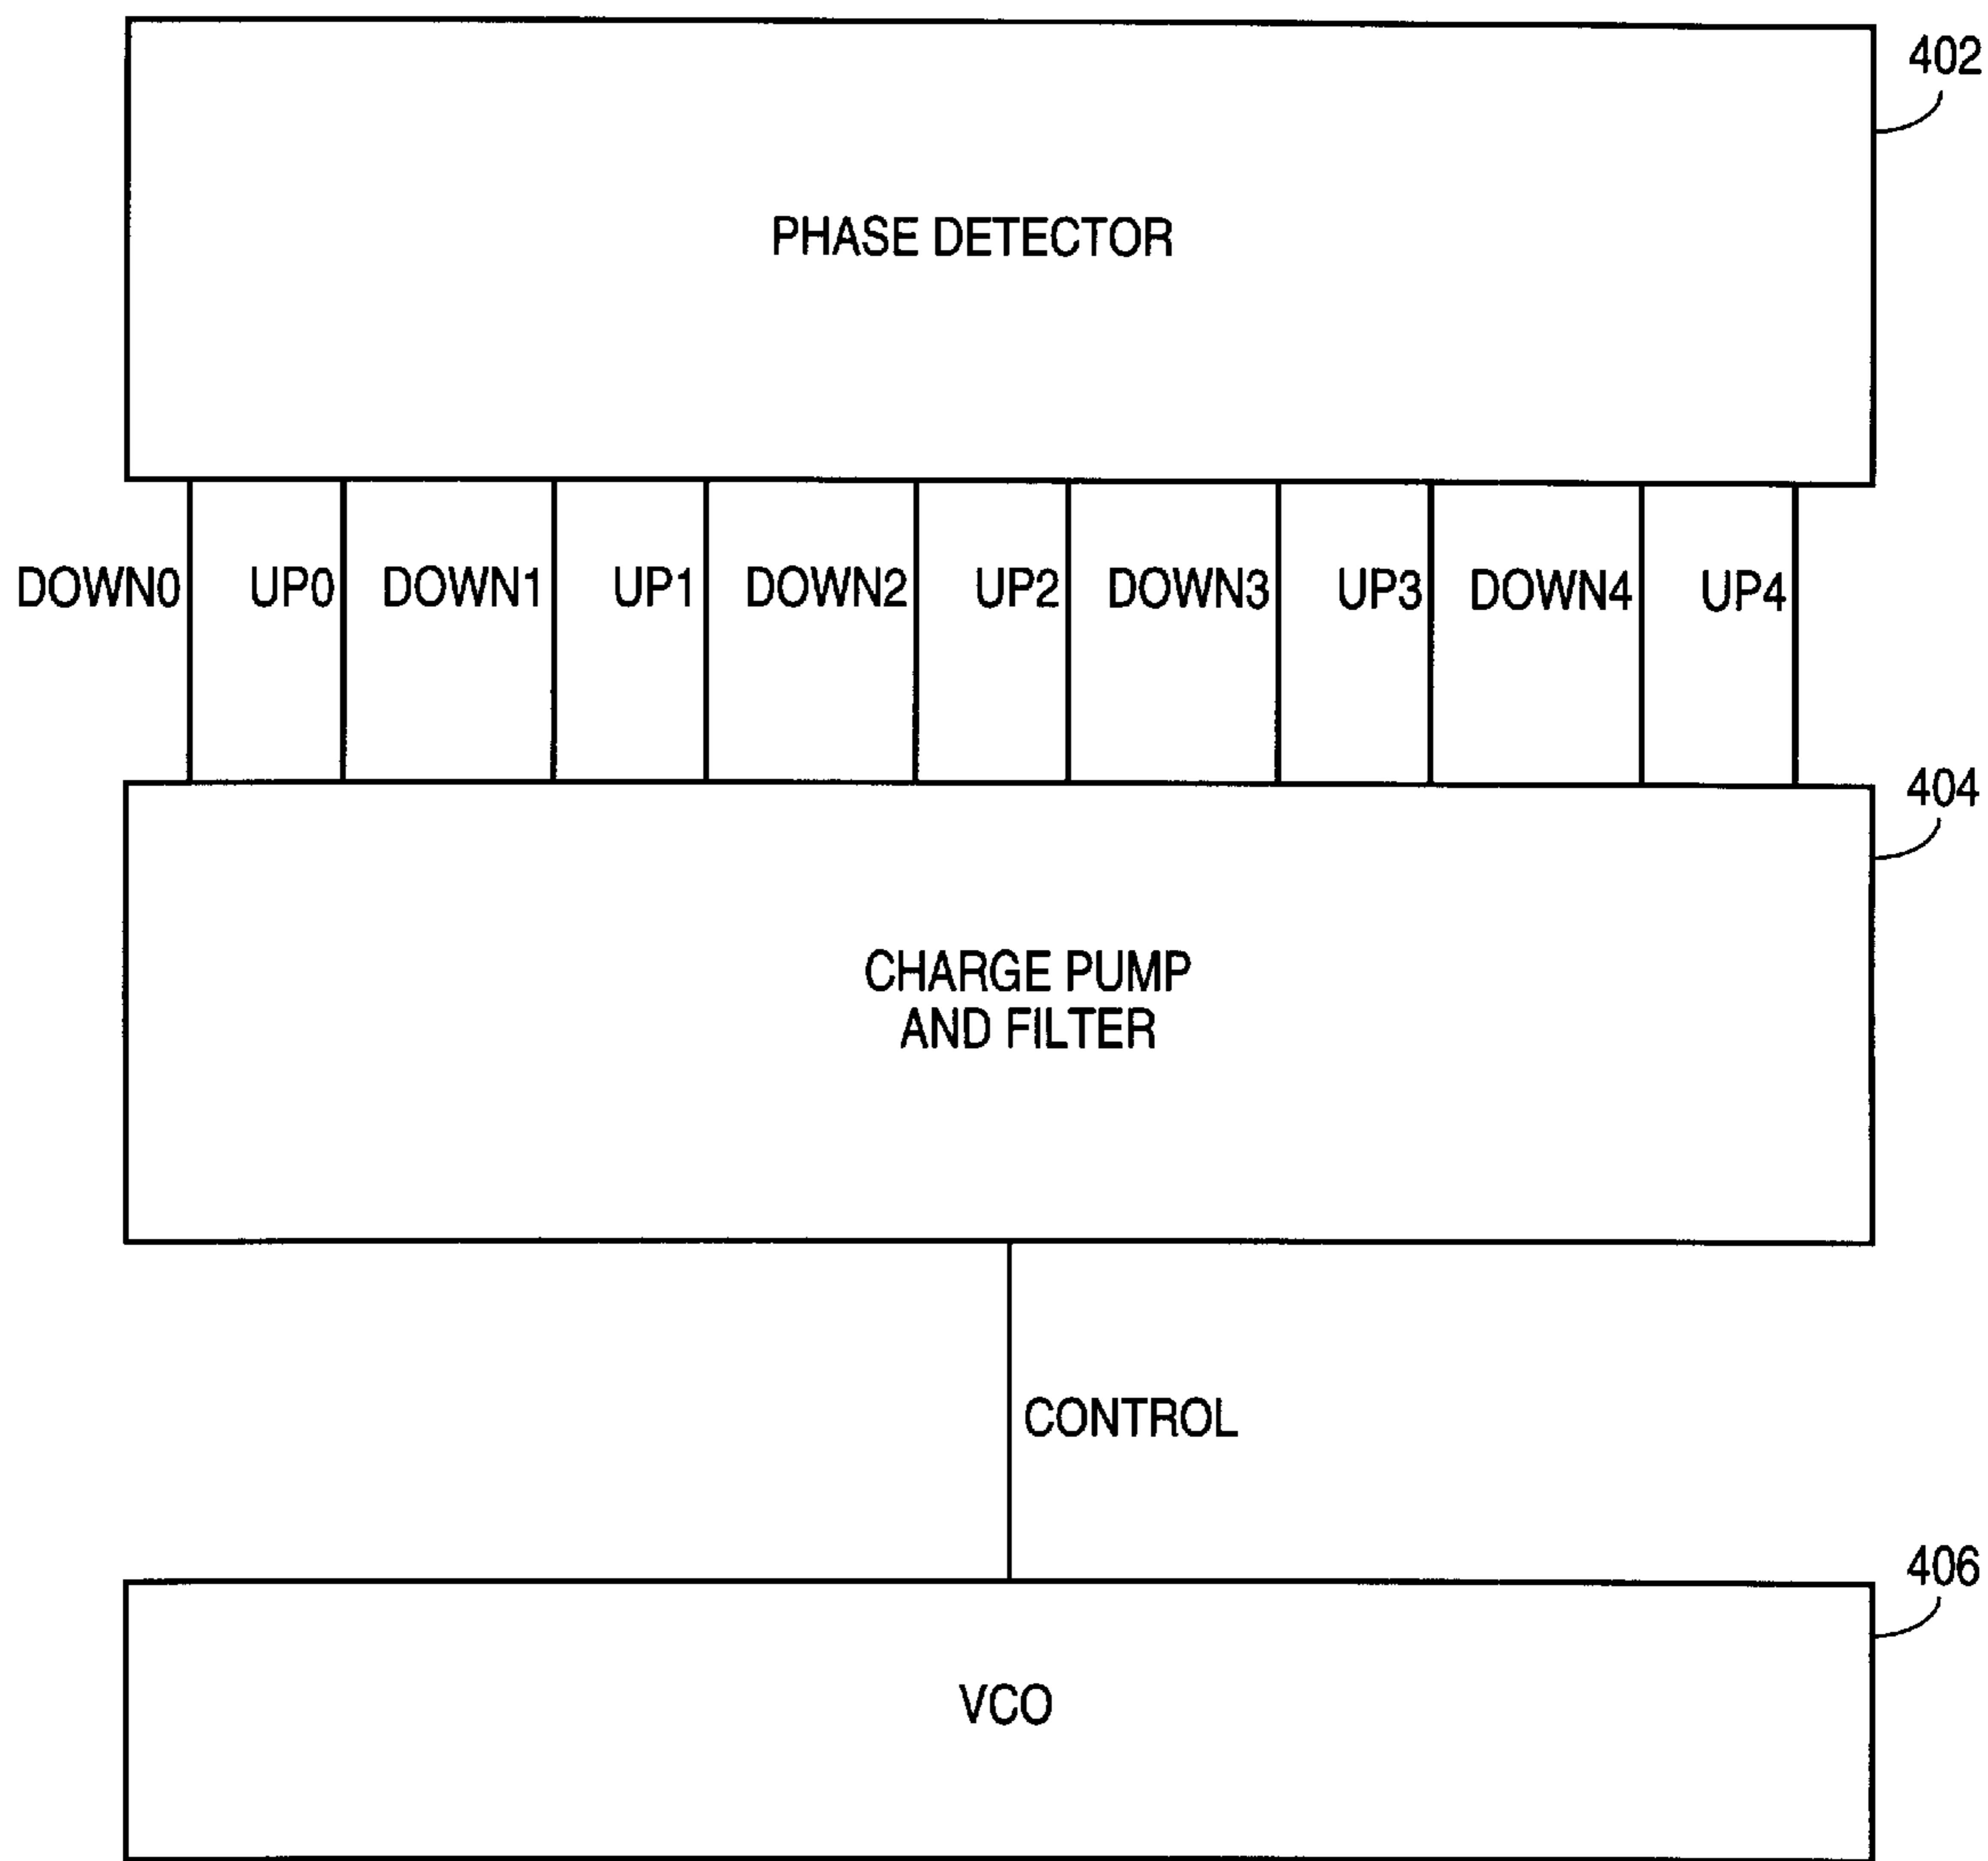 402
PHASE DETECTOR
DOWN0 UP0 DOWN1 UP1 DOWN2 UP2 DOWN3 UP3 DOWN4 UP4
404
CHARGE PUMP
AND FILTER
CONTROL
406
VCO